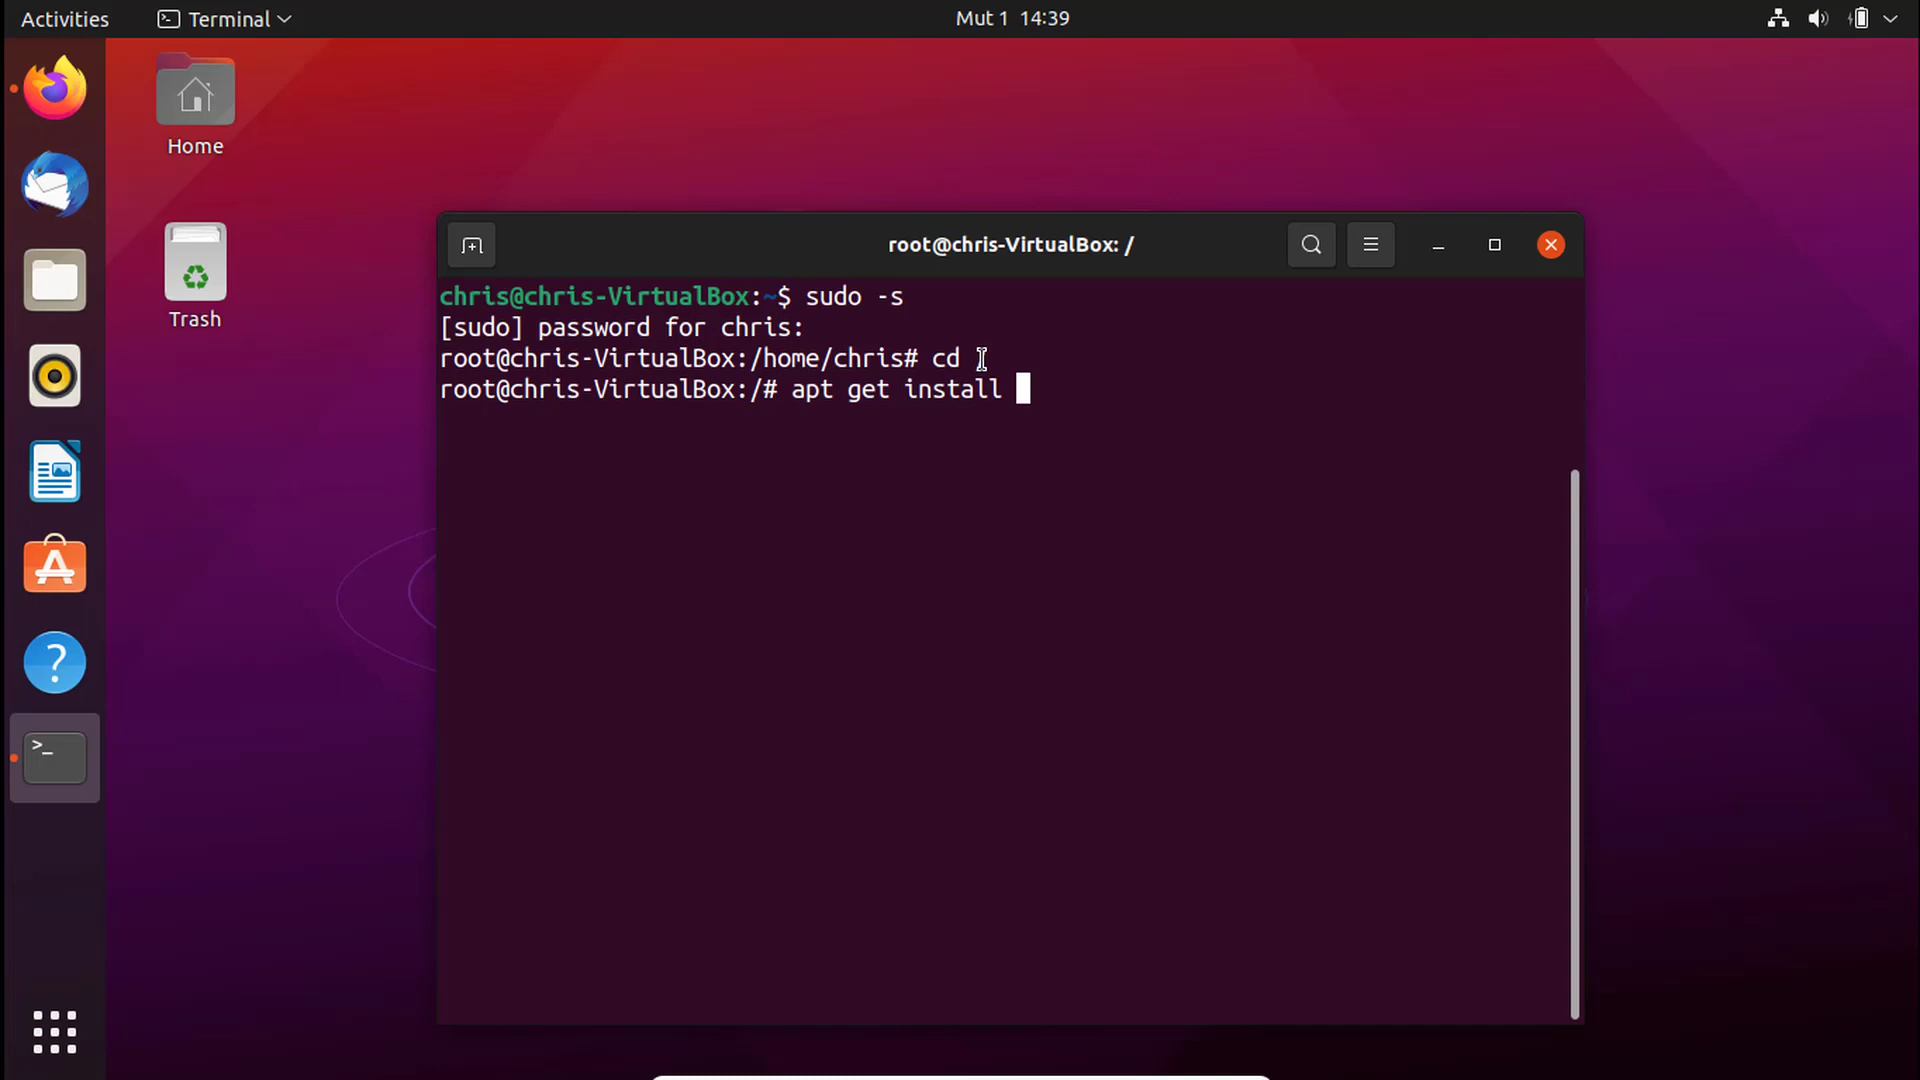 Activities
Terminal
Mut 1 14:39
Home
Trash
root@chris-VirtualBox: /
chris@chris-VirtualBox:~$ sudo -s
[sudo] password for chris:
root@chris-VirtualBox:/home/chris# cd
root@chris-VirtualBox:/# apt get install